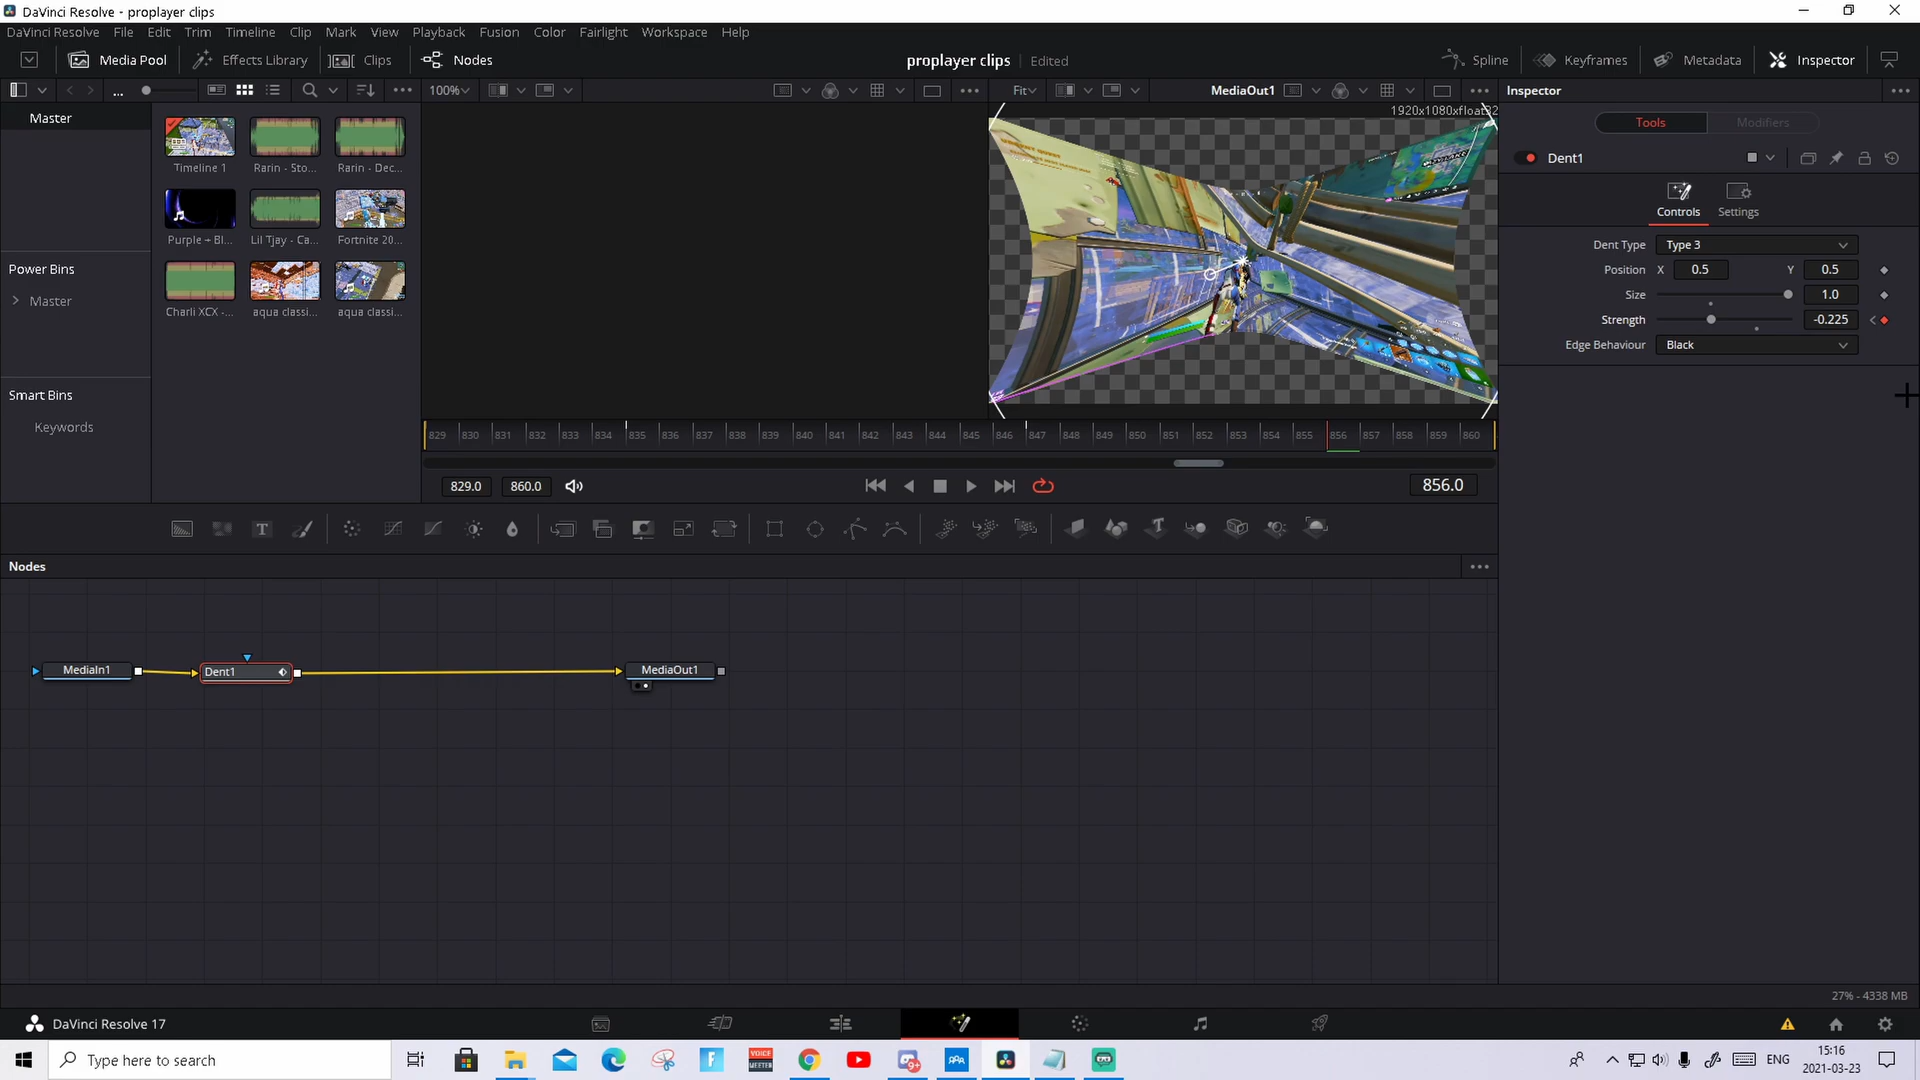 DaVinci Resolve - proplayer clips
DaVinci Resolve File Edit Trim Timeline Clip Mark View Playback Fusion Color Fairlight Workspace Help
Media Pool Effects Library Clips Nodes proplayer clips Edited Spline Keyframes Metadata Inspector
... 100% Fit MediaOut1 Inspector
1920x1080xfloat32
Master
Tools Modifiers
Dent1
Timeline 1 Rarin - Sto... Rarin - Dec...
Controls Settings
Purple + Bl... Lil Tjay - Ca... Fortnite 20...
Dent Type Type 3
Position X 0.5 Y 0.5
Size 1.0
Strength -0.225
Edge Behaviour Black
Power Bins
Master
Charli XCX -... aqua classi... aqua classi...
Smart Bins
Keywords
829 830 831 832 833 834 835 836 837 838 839 840 841 842 843 844 845 846 847 848 849 850 851 852 853 854 855 856 857 858 859 860
829.0 860.0 856.0
T
Nodes
MediaIn1 Dent1 MediaOut1
27% - 4338 MB
DaVinci Resolve 17
Type here to search
VOICE MEETER
9+
ENG
15:16
2021-03-23